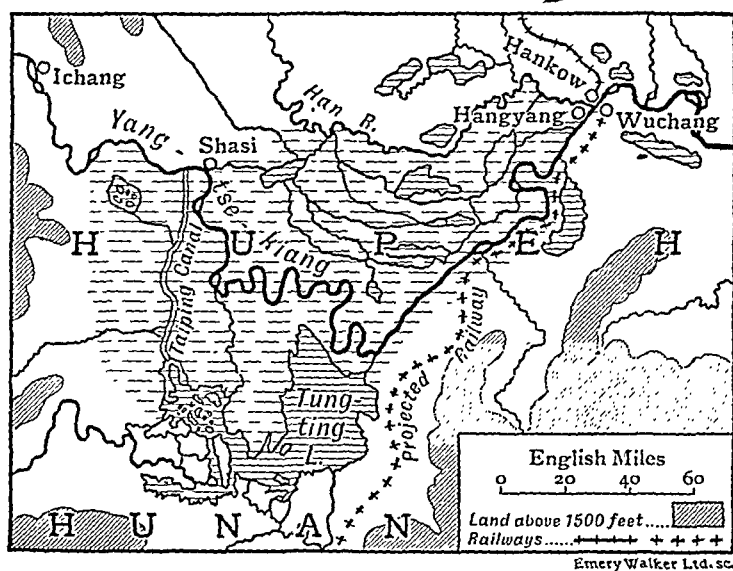 Ichang
Yang-
tse-
kiang
Shasi
Han R.
Hankow
Hangyang
Wuchang
H U P E H
Taiping Canal
Tung-
ting
L.
Projected Railway
H U N A N
English Miles
0 20 40 60
Land above 1500 feet.....
Railways......
Emery Walker Ltd. sc.